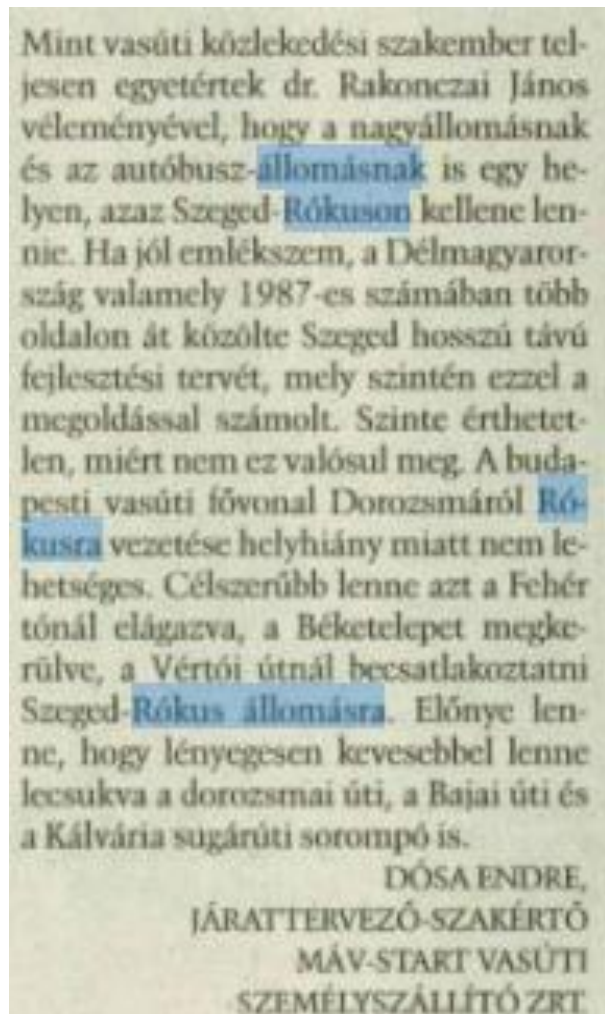 Mint vasúti közlekedési szakember tel-
jesen egyetértek dr. Rakonczai János
véleményével, hogy a nagyállomásnak
és az autóbusz-állomásnak is egy he-
lyen, azaz Szeged-Rókuson kellene len-
nie. Ha jól emlékszem, a Délmagyaror-
szág valamely 1987-es számában több
oldalon át közölte Szeged hosszú távú
fejlesztési tervét, mely szintén ezzel a
megoldással számolt. Szinte érthetet-
len, miért nem ez valósul meg. A buda-
pesti vasúti fővonal Dorozsmáról Ró-
kusra vezetése helyhiány miatt nem le-
hetséges. Célszerűbb lenne azt a Fehér
tónál elágazva, a Béketelepet megke-
rülve, a Vértói útnál becsatlakoztatni
Szeged-Rókus állomásra. Előnye len-
ne, hogy lényegesen kevesebbel lenne
lecsukva a dorozsmai úti, a Bajai úti és
a Kálvária sugárúti sorompó is.
DÓSA ENDRE,
JÁRATTERVEZŐ-SZAKÉRTŐ
MÁV-START VASÚTI
SZEMÉLYSZÁLLÍTÓ ZRT.